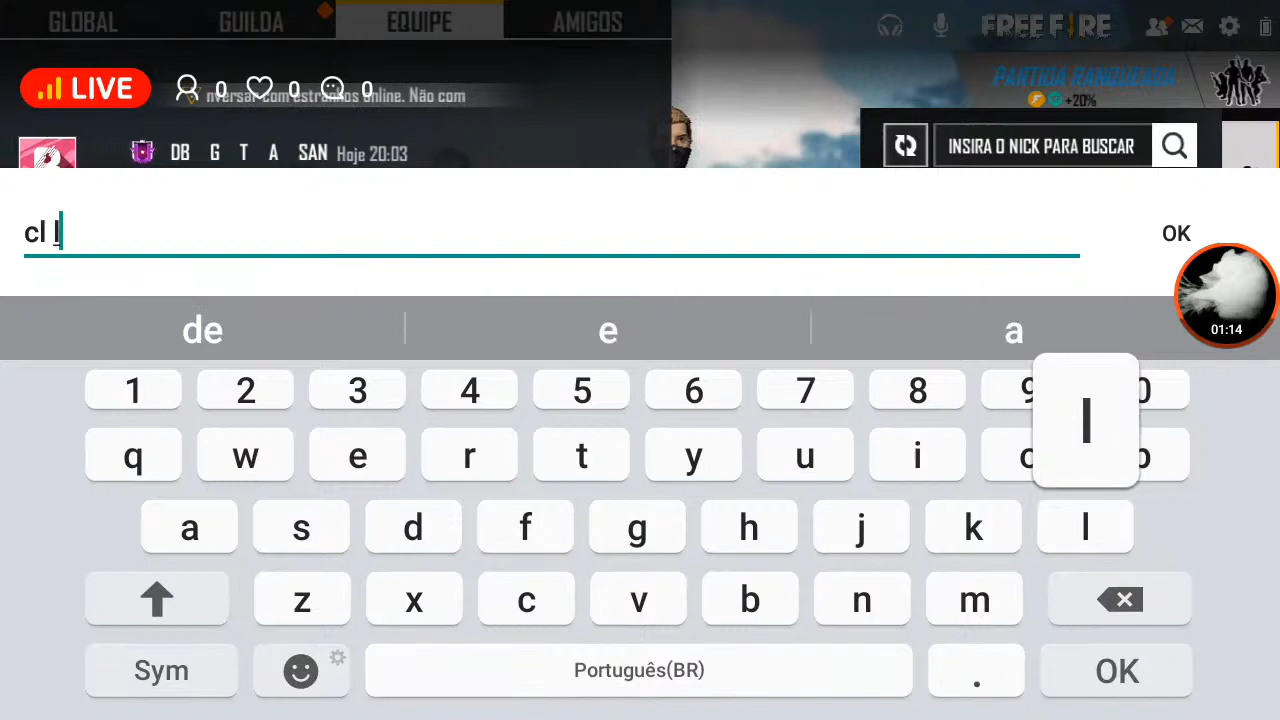 GLOBAL GUILDA EQUIPE AMIGOS FREE FIRE
LIVE 0 0 0
nversar com estranhos online. Não com
PARTIDA RANQUEADA
+20%
DB G T A SAN Hoje 20:03
INSIRA O NICK PARA BUSCAR
cl l
OK
01:14
de e a
1 2 3 4 5 6 7 8 9 0
l
q w e r t y u i o p
a s d f g h j k l
z x c v b n m
Sym Português(BR) . OK